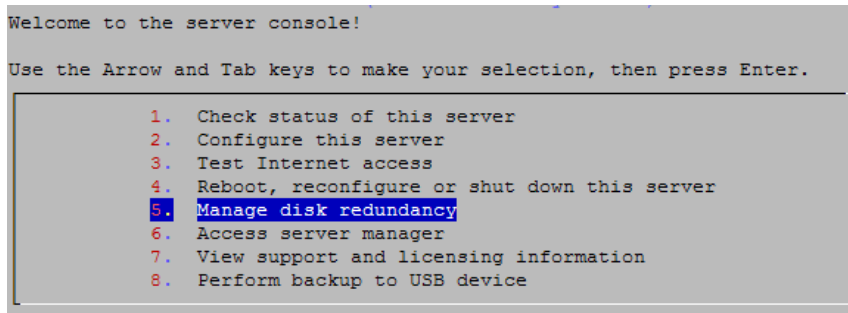 Welcome to the server console!
Use the Arrow and Tab keys to make your selection, then press Enter.
1. Check status of this server
2. Configure this server
3. Test Internet access
4. Reboot, reconfigure or shut down this server
5. Manage disk redundancy
6. Access server manager
7. View support and licensing information
8. Perform backup to USB device